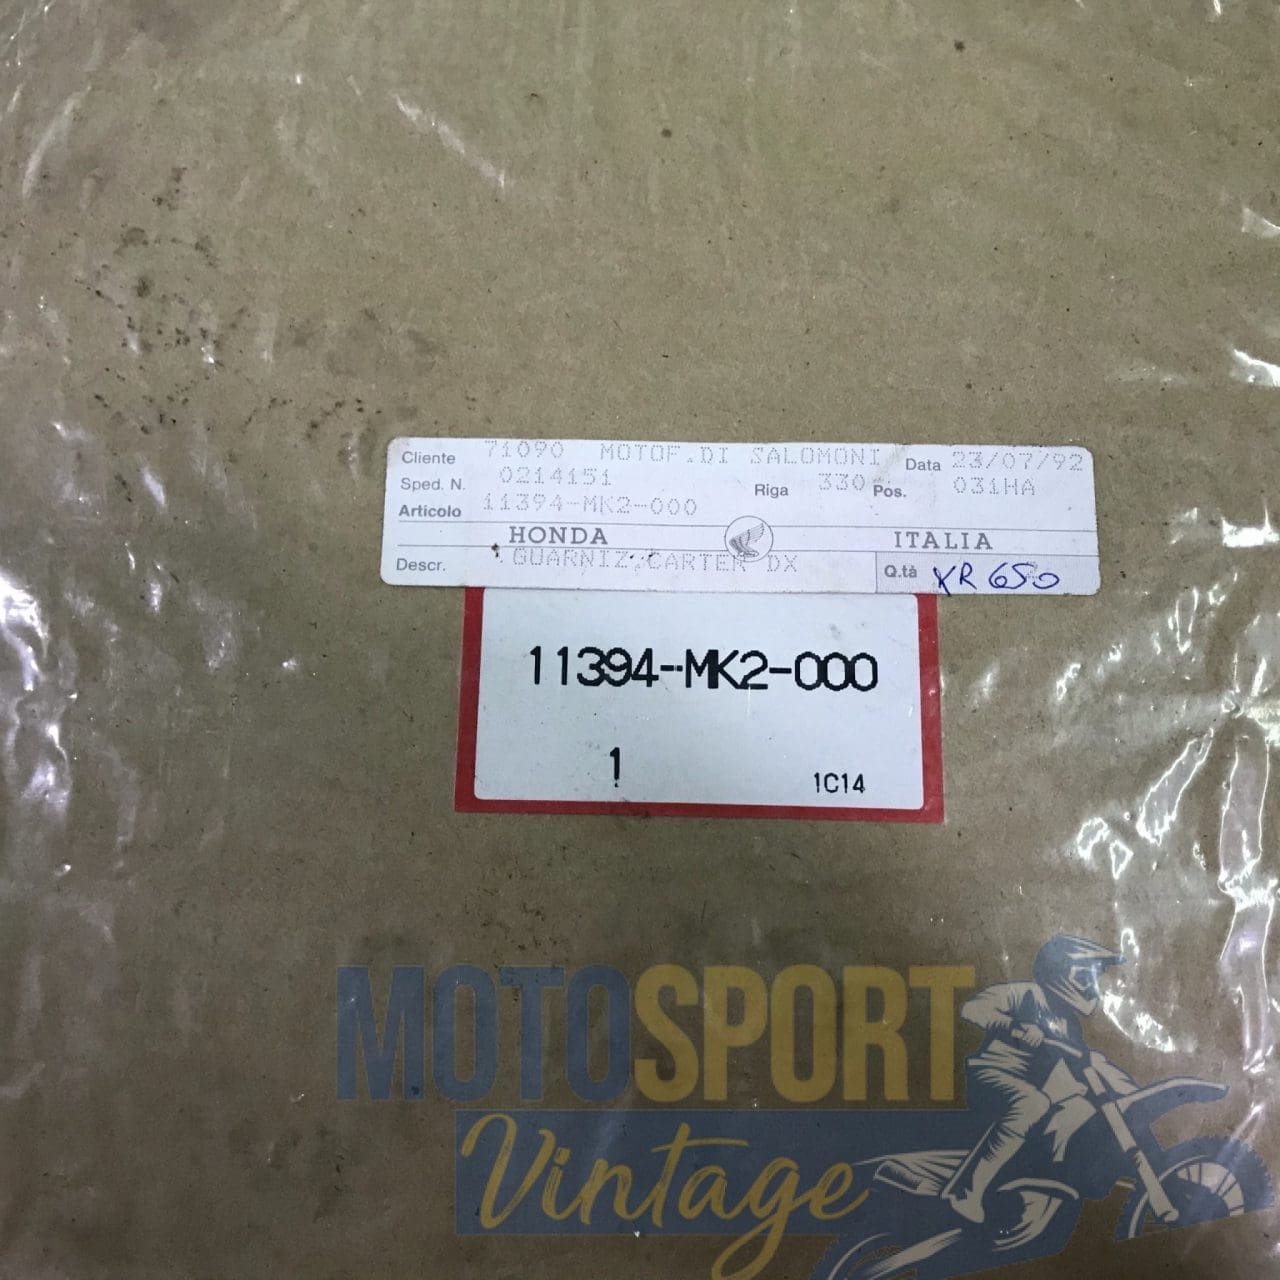 Cliente 71090 MOTOF.DI SALOMONI Data 23/07/92
Sped. N. 0214151 Riga 330 Pos. 031HA
Articolo 11394-MK2-000
HONDA ITALIA
Descr. GUARNIZ.CARTER DX Q.tà XR 650
11394-MK2-000
1
1C14
MOTOSPORT
Vintage